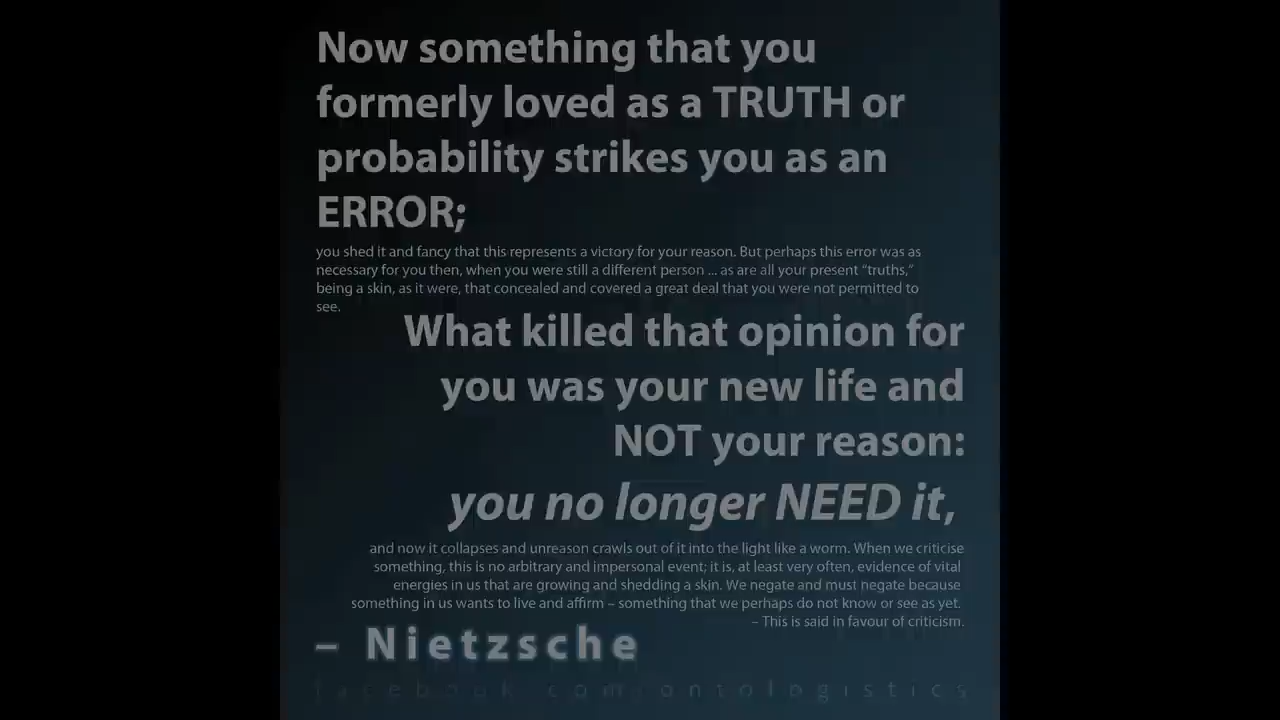 Now something that you
formerly loved as a TRUTH or
probability strikes you as an
ERROR;
you shed it and fancy that this represents a victory for your reason. But perhaps this error was as
necessary for you then, when you were still a different person ... as are all your present “truths,”
being a skin, as it were, that concealed and covered a great deal that you were not permitted to
see.
What killed that opinion for
you was your new life and
NOT your reason:
you no longer NEED it,
and now it collapses and unreason crawls out of it into the light like a worm. When we criticise
something, this is no arbitrary and impersonal event; it is, at least very often, evidence of vital
energies in us that are growing and shedding a skin. We negate and must negate because
something in us wants to live and affirm – something that we perhaps do not know or see as yet.
– This is said in favour of criticism.
– Nietzsche
facebook.com/ontologistics